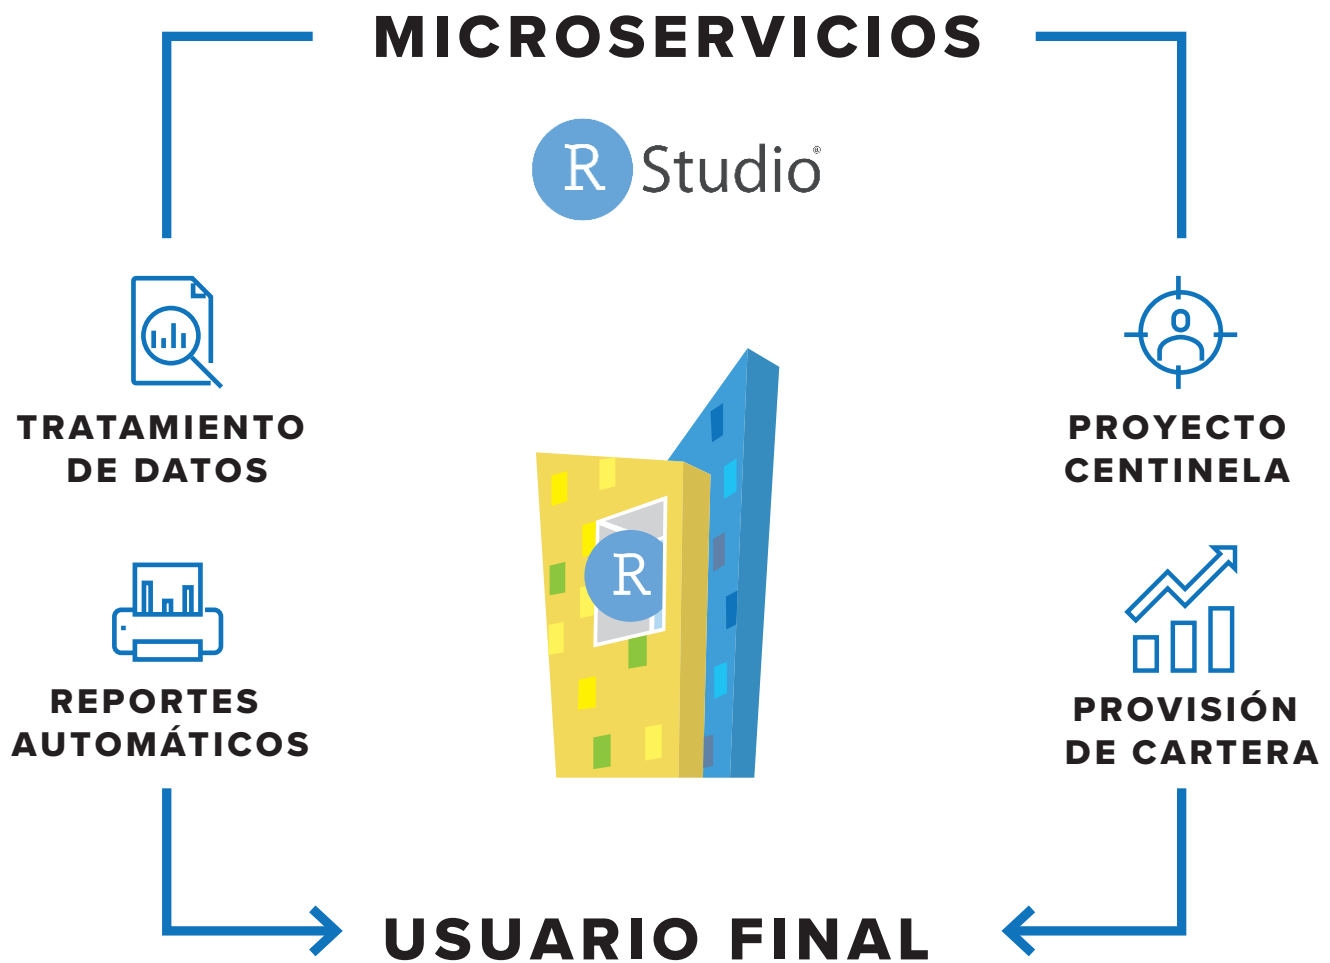 MICROSERVICIOS
R Studio®
TRATAMIENTO
DE DATOS
PROYECTO
CENTINELA
R
REPORTES
AUTOMÁTICOS
PROVISIÓN
DE CARTERA
USUARIO FINAL